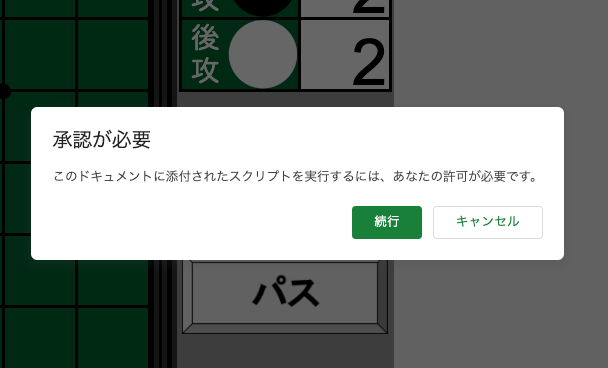 攻 2
後攻 2
承認が必要
このドキュメントに添付されたスクリプトを実行するには、あなたの許可が必要です。
続行 キャンセル
パス